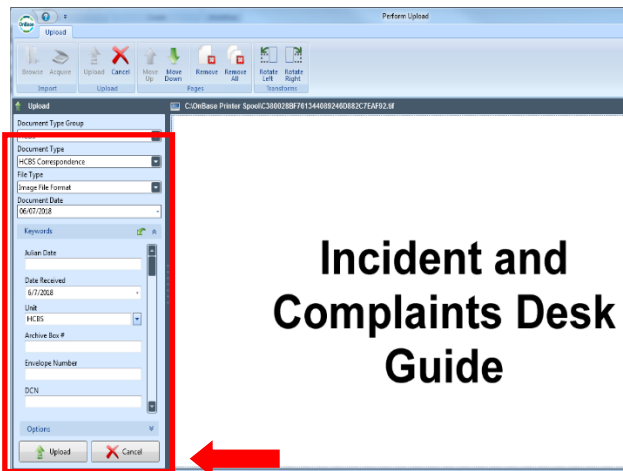 OnBase
Perform Upload
Upload
Browse Acquire Upload Cancel Move Up Move Down Remove Remove All Rotate Left Rotate Right
Import Upload Pages Transforms
Upload
C:\OnBase Printer Spool\C380028BF761344089246D882C7EAF92.tif
Document Type Group
Document Type
HCBS Correspondence
File Type
Image File Format
Document Date
06/07/2018
Keywords
Julian Date
Date Received
6/7/2018
Unit
HCBS
Archive Box #
Envelope Number
DCN
Options
Upload Cancel
Incident and
Complaints Desk
Guide